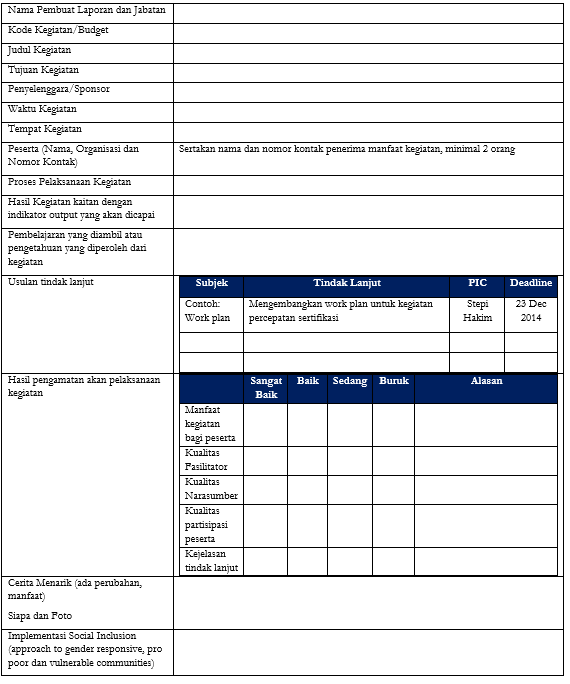 Nama Pembuat Laporan dan Jabatan
Kode Kegiatan/Budget
Judul Kegiatan
Tujuan Kegiatan
Penyelenggara/Sponsor
Waktu Kegiatan
Tempat Kegiatan
Peserta (Nama, Organisasi dan
Nomor Kontak)
Sertakan nama dan nomor kontak penerima manfaat kegiatan, minimal 2 orang
Proses Pelaksanaan Kegiatan
Hasil Kegiatan kaitan dengan
indikator output yang akan dicapai
Pembelajaran yang diambil atau
pengetahuan yang diperoleh dari
kegiatan
Usulan tindak lanjut
Subjek Tindak Lanjut PIC Deadline
Contoh: Mengembangkan work plan untuk kegiatan Stepi 23 Dec
Work plan percepatan sertifikasi Hakim 2014
Hasil pengamatan akan pelaksanaan
kegiatan
Sangat Baik Sedang Buruk Alasan
Baik
Manfaat
kegiatan
bagi peserta
Kualitas
Fasilitator
Kualitas
Narasumber
Kualitas
partisipasi
peserta
Kejelasan
tindak lanjut
Cerita Menarik (ada perubahan,
manfaat)
Siapa dan Foto
Implementasi Social Inclusion
(approach to gender responsive, pro
poor dan vulnerable communities)